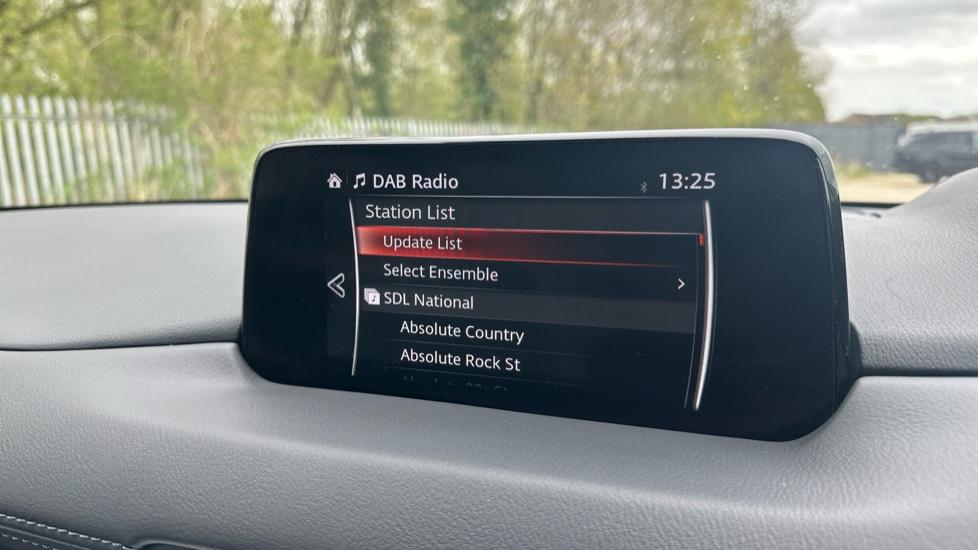 DAB Radio
13:25
Station List
Update List
Select Ensemble
SDL National
Absolute Country
Absolute Rock St